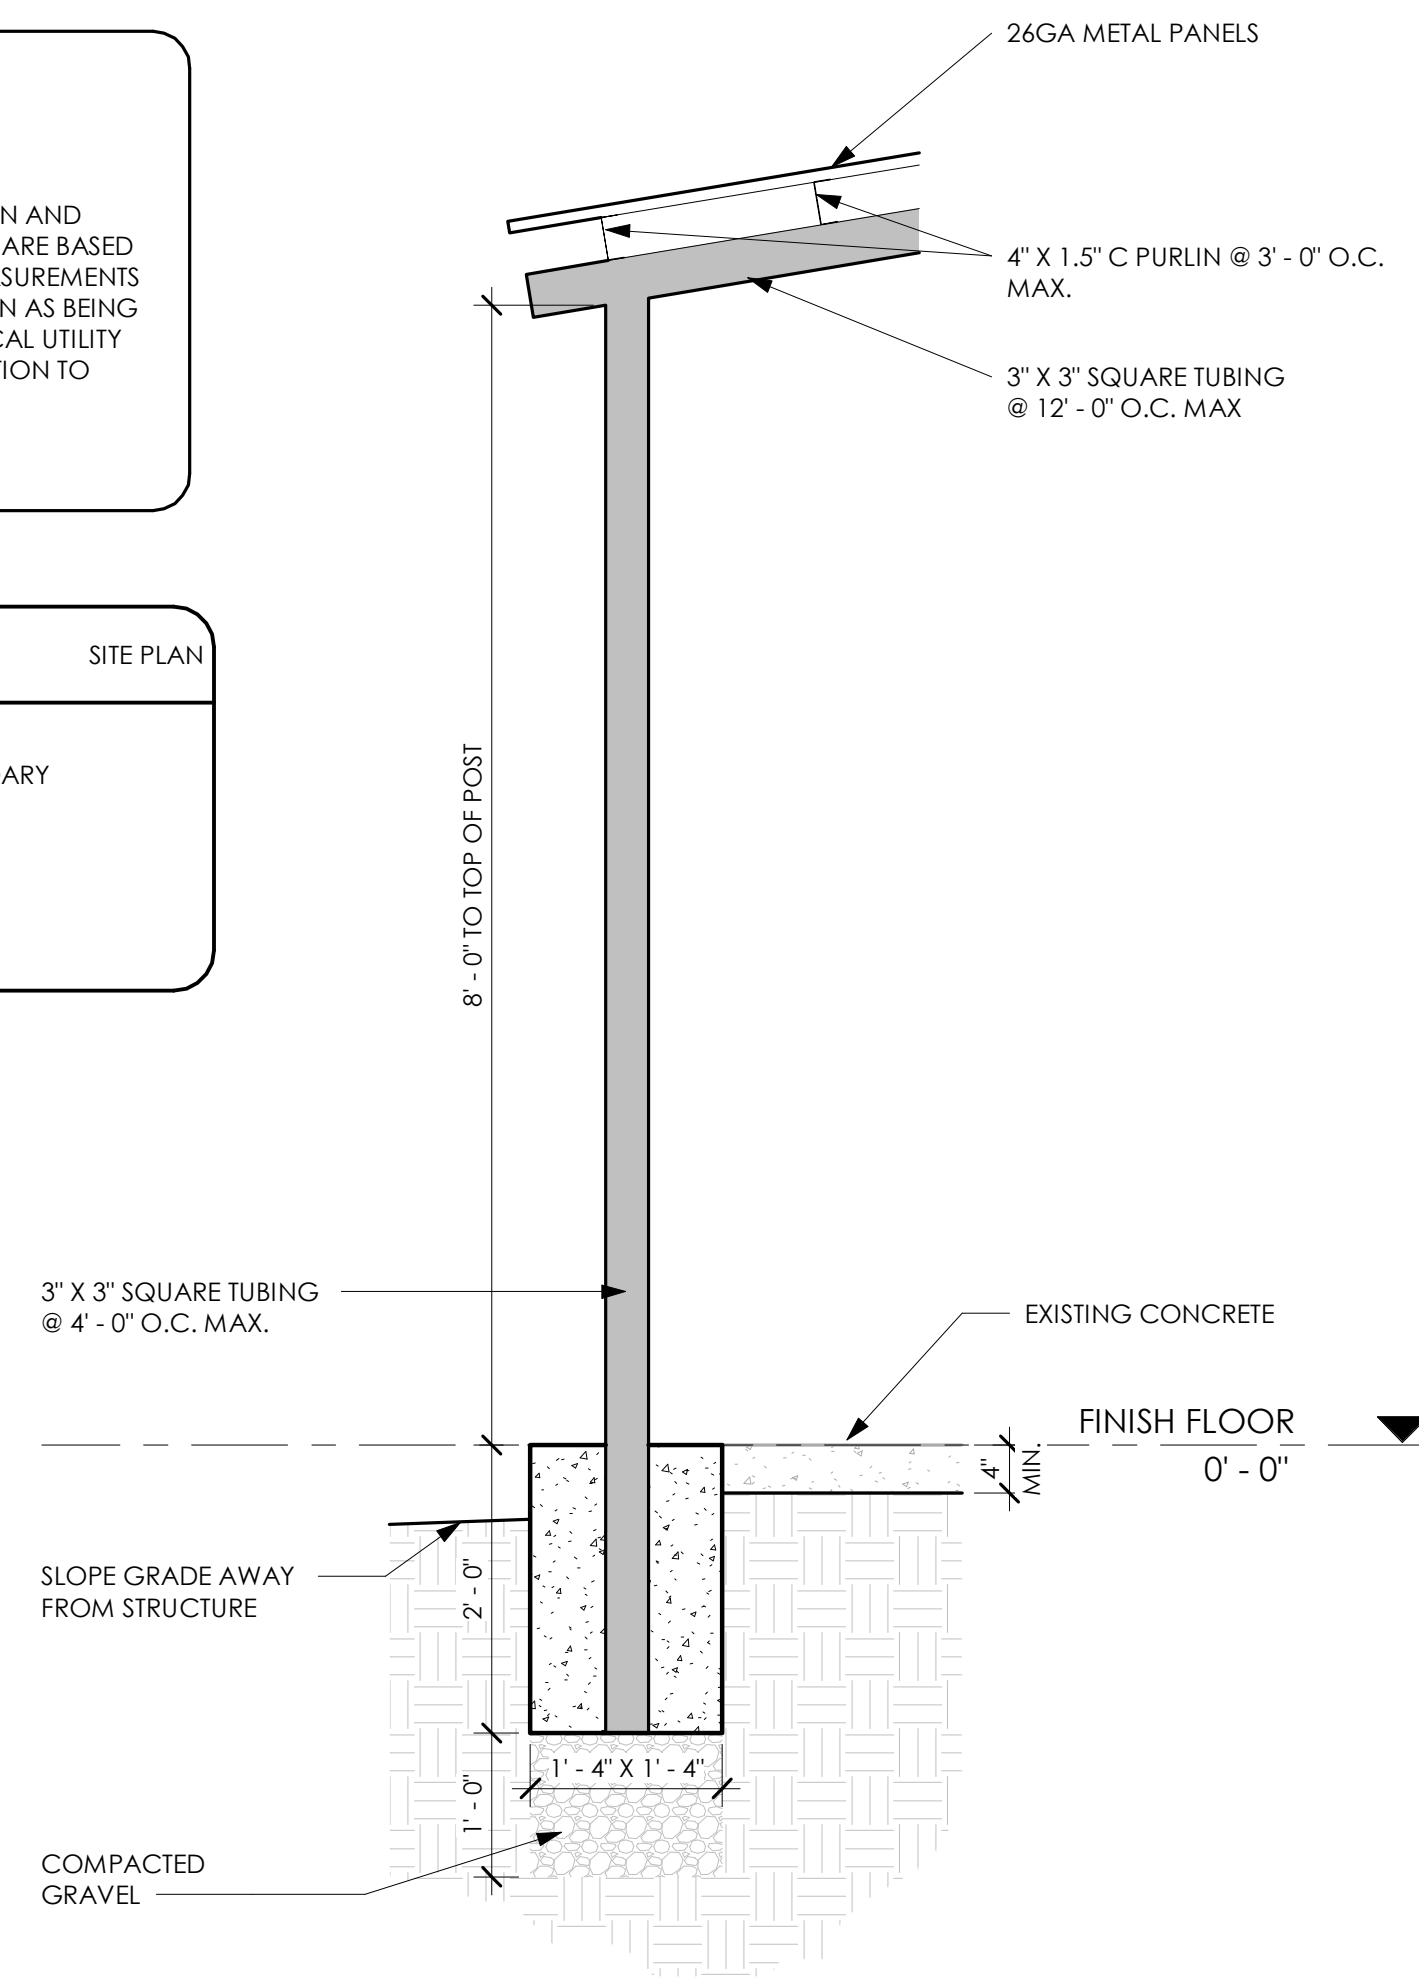 26GA METAL PANELS
N AND
ARE BASED
ASUREMENTS
N AS BEING
CAL UTILITY
TION TO
4" X 1.5" C PURLIN @ 3' - 0" O.C.
MAX.
3" X 3" SQUARE TUBING
@ 12' - 0" O.C. MAX
SITE PLAN
DARY
8' - 0" TO TOP OF POST
3" X 3" SQUARE TUBING
@ 4' - 0" O.C. MAX.
EXISTING CONCRETE
FINISH FLOOR
0' - 0"
4"
MIN.
SLOPE GRADE AWAY
FROM STRUCTURE
2' - 0"
1' - 4" X 1' - 4"
1' - 0"
COMPACTED
GRAVEL